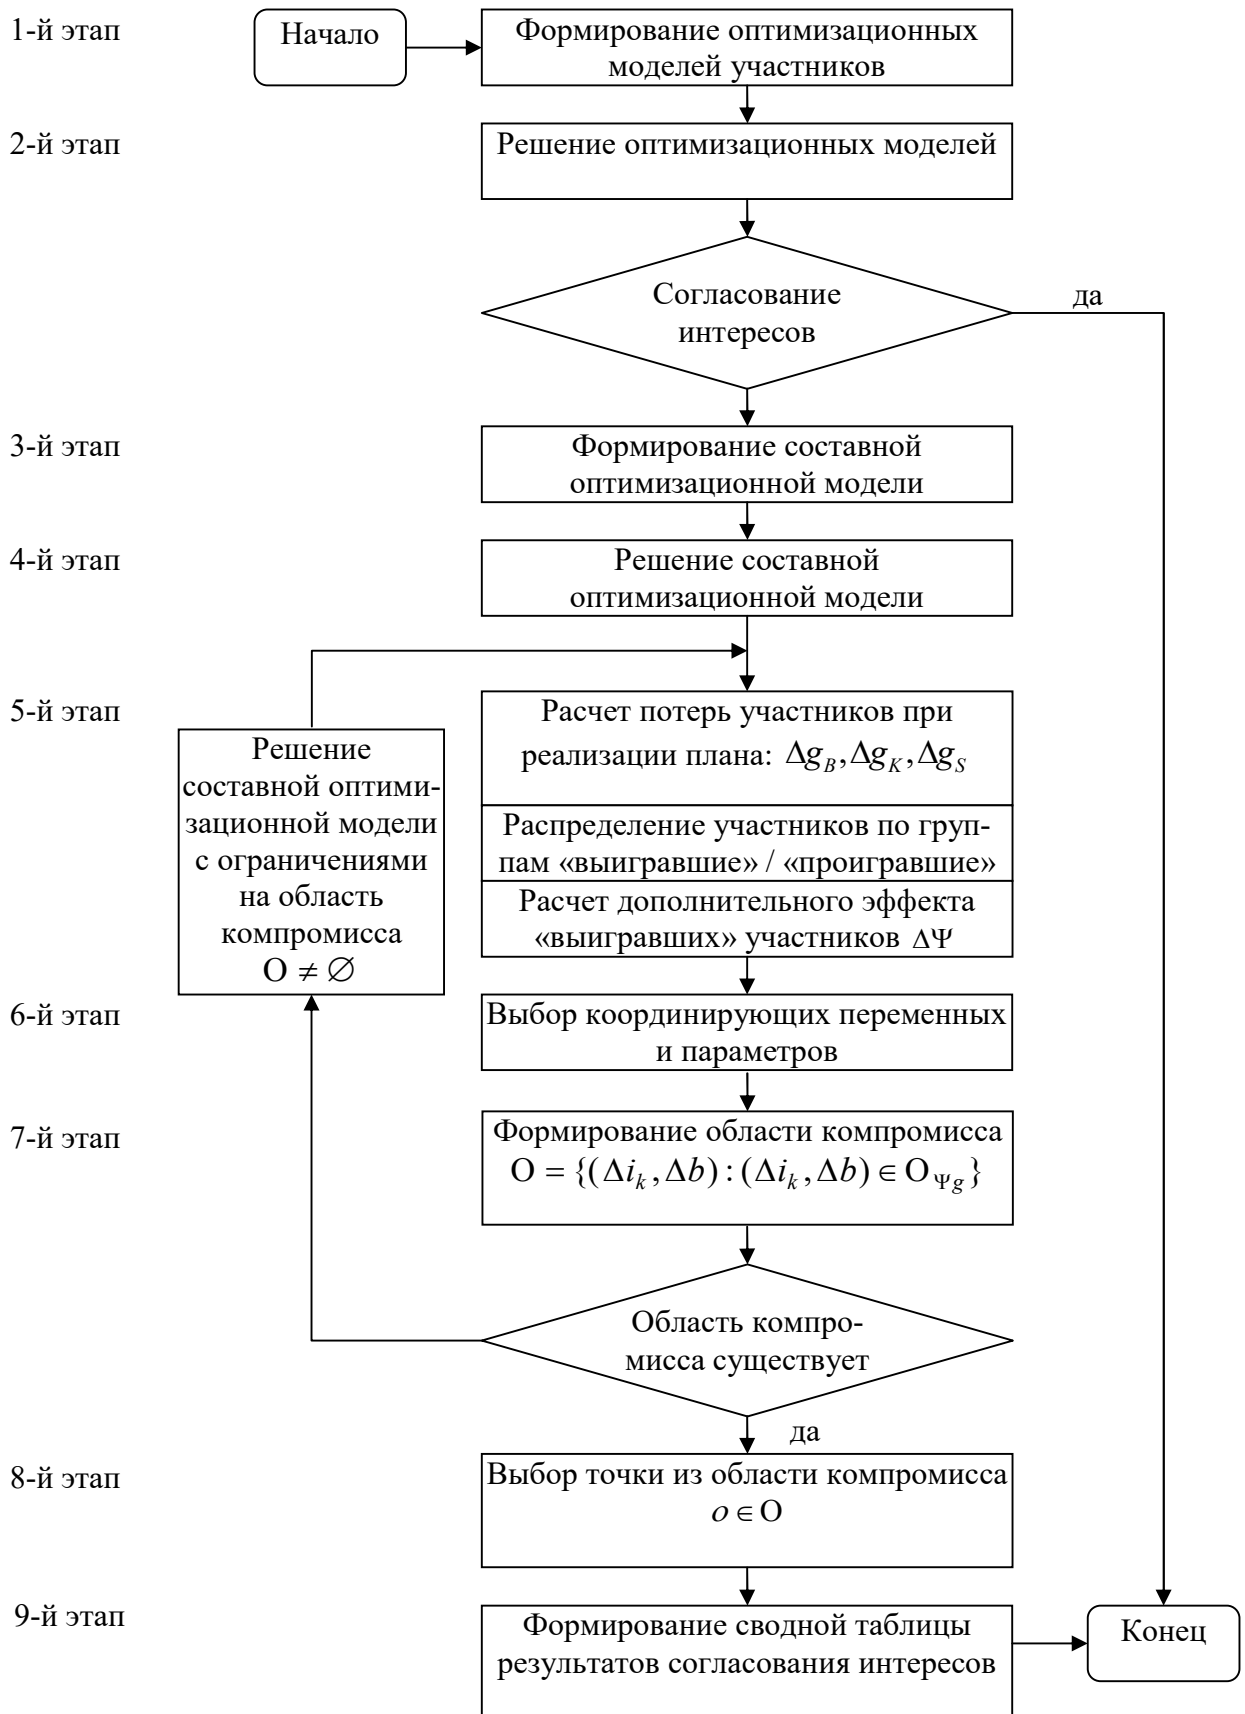 1-й этап
Начало
Формирование оптимизационных
моделей участников
2-й этап
Решение оптимизационных моделей
Согласование
интересов
да
3-й этап
Формирование составной
оптимизационной модели
4-й этап
Решение составной
оптимизационной модели
5-й этап
Расчет потерь участников при
реализации плана: Δg_B, Δg_K, Δg_S
Распределение участников по груп-
пам «выигравшие» / «проигравшие»
Расчет дополнительного эффекта
«выигравших» участников ΔΨ
Решение
составной оптими-
зационной модели
с ограничениями
на область
компромисса
O ≠ ∅
6-й этап
Выбор координирующих переменных
и параметров
7-й этап
Формирование области компромисса
O = {(Δi_k, Δb) : (Δi_k, Δb) ∈ O_Ψg}
Область компро-
мисса существует
да
8-й этап
Выбор точки из области компромисса
o ∈ O
9-й этап
Формирование сводной таблицы
результатов согласования интересов
Конец